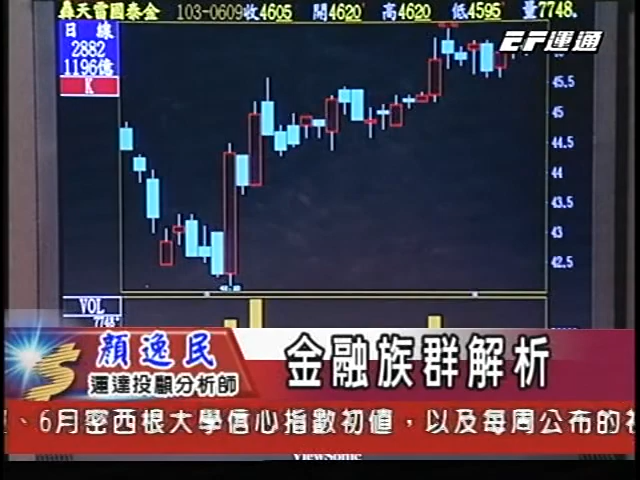 轟天雷國泰金 103-0609收4605 開4620 高4620 低4595 量7748.
日線
2882
1196億
K
EF運通
45.5
45
44.5
44
43.5
43
42.5
VOL
7748
顏逸民
運達投顧分析師
金融族群解析
、6月密西根大學信心指數初值，以及每周公布的
ViewSonic